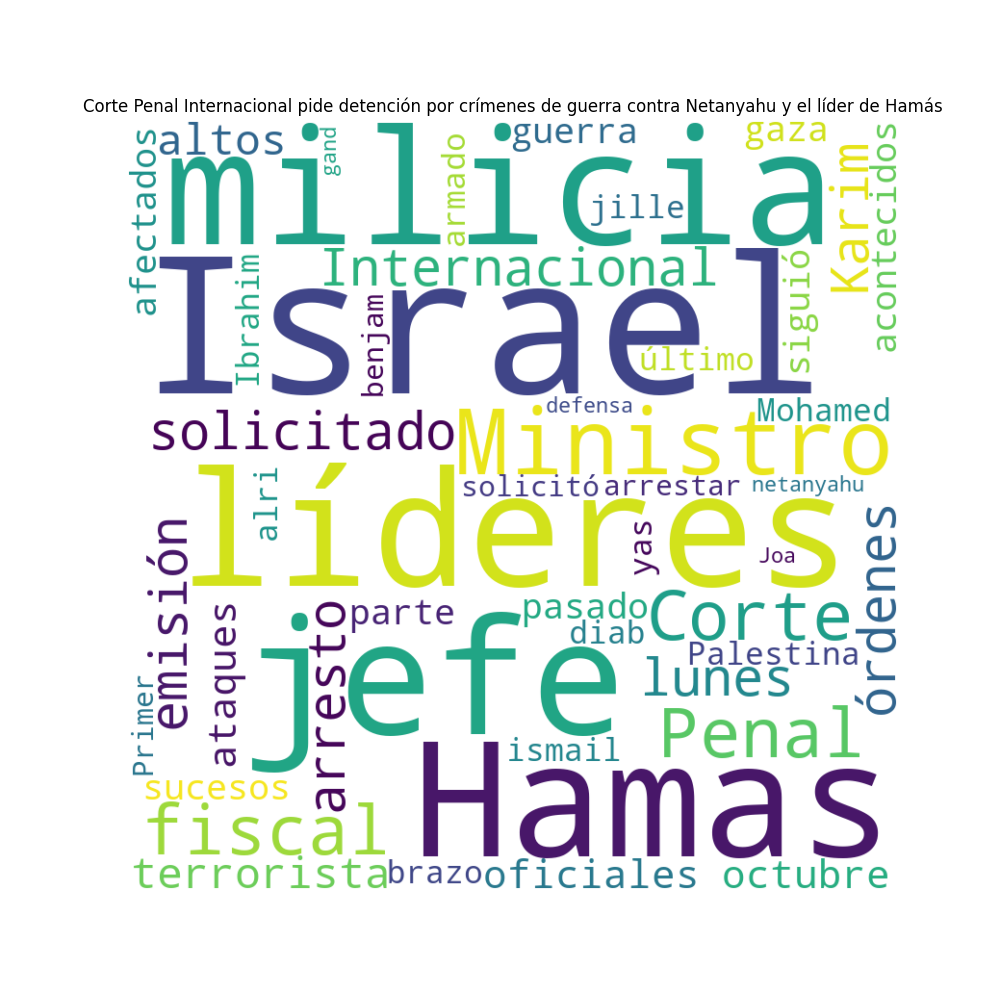 Corte Penal Internacional pide detención por crímenes de guerra contra Netanyahu y el líder de Hamás
altos
gand
guerra
gaza
afectados
milicia
armado
jille
Karim
acontecidos
Internacional
Ibrahim
Israel
benjam
último
siguió
defensa
Mohamed
solicitado
Ministro
alri
líderes
solicitó
arrestar
netanyahu
yas
Joa
emisión
órdenes
ataques
arresto
parte
pasado
diab
Corte
jefe
Palestina
lunes
Primer
Penal
ismail
sucesos
Hamas
fiscal
terrorista
brazo
oficiales
octubre